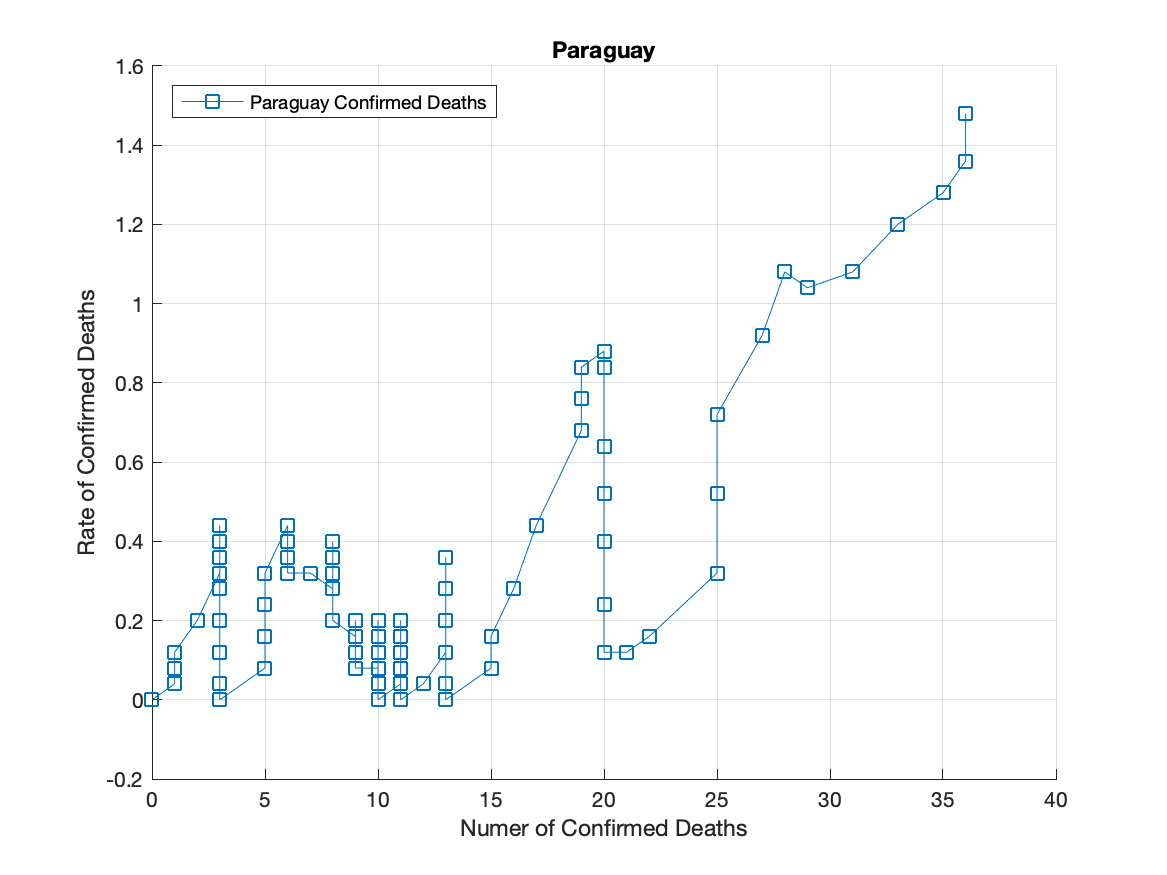 Paraguay
Paraguay Confirmed Deaths
Rate of Confirmed Deaths
1.6
1.4
1.2
1
0.8
0.6
0.4
0.2
0
-0.2
0 5 10 15 20 25 30 35 40
Numer of Confirmed Deaths